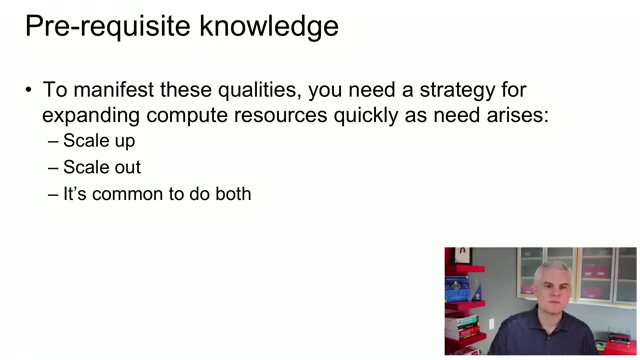 Pre-requisite knowledge
• To manifest these qualities, you need a strategy for
expanding compute resources quickly as need arises:
– Scale up
– Scale out
– It's common to do both